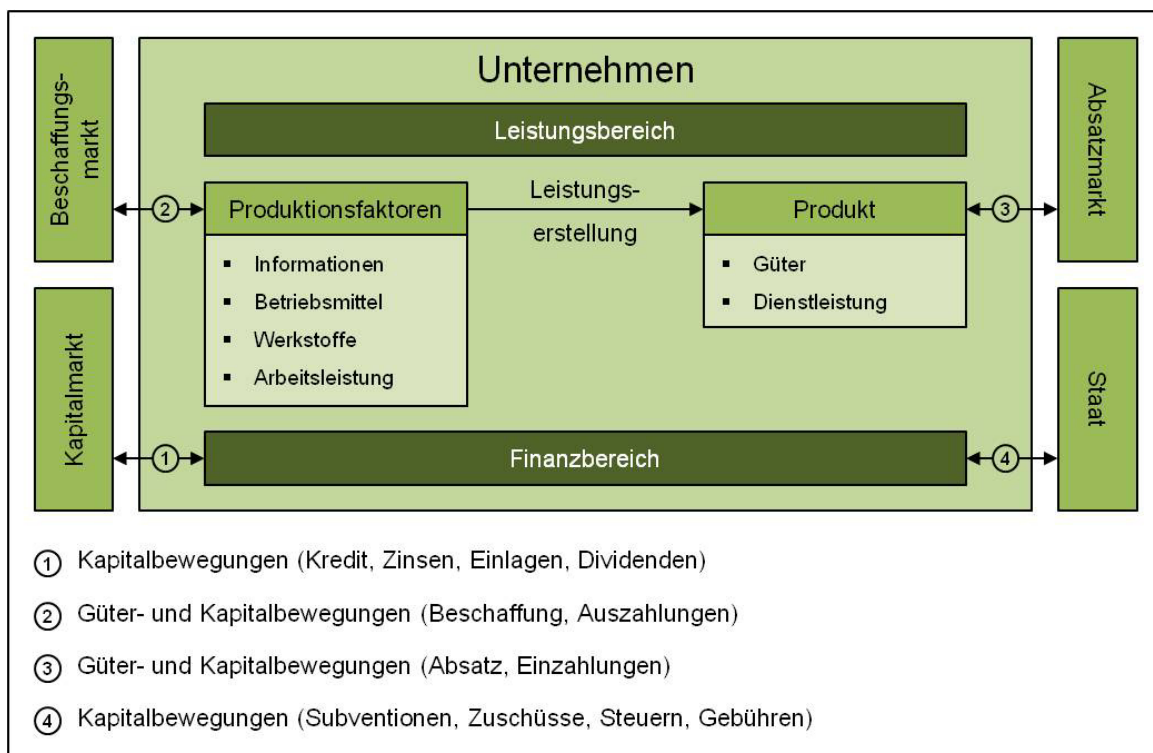 Unternehmen
Beschaffungs-
markt
Absatzmarkt
Leistungsbereich
② Produktionsfaktoren
Leistungs-
erstellung
Produkt ③
▪ Informationen
▪ Betriebsmittel
▪ Werkstoffe
▪ Arbeitsleistung
▪ Güter
▪ Dienstleistung
Kapitalmarkt
Staat
① Finanzbereich ④
① Kapitalbewegungen (Kredit, Zinsen, Einlagen, Dividenden)
② Güter- und Kapitalbewegungen (Beschaffung, Auszahlungen)
③ Güter- und Kapitalbewegungen (Absatz, Einzahlungen)
④ Kapitalbewegungen (Subventionen, Zuschüsse, Steuern, Gebühren)